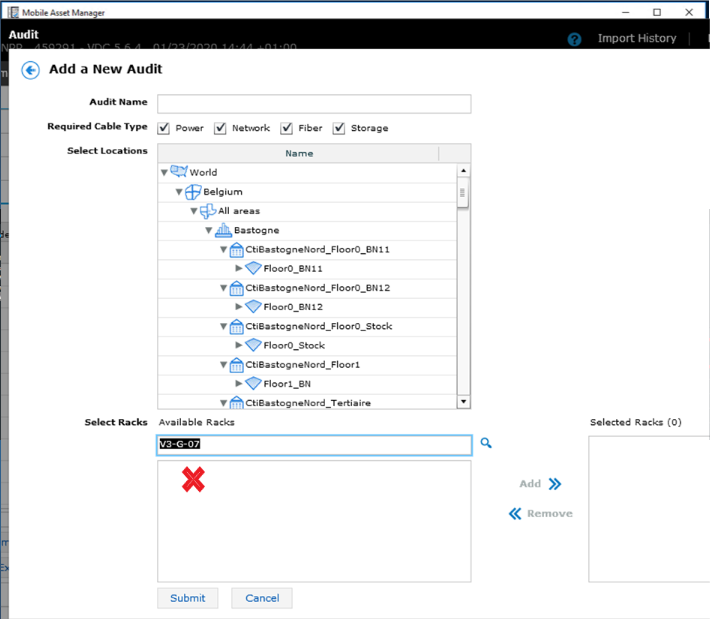 Mobile Asset Manager
Audit
NPR 459291 - VDC 5.6.4 01/23/2020 14:44 +01:00
Import History
Add a New Audit
Audit Name
Required Cable Type Power Network Fiber Storage
Select Locations
Name
World
Belgium
All areas
Bastogne
CtiBastogneNord_Floor0_BN11
Floor0_BN11
CtiBastogneNord_Floor0_BN12
Floor0_BN12
CtiBastogneNord_Floor0_Stock
Floor0_Stock
CtiBastogneNord_Floor1
Floor1_BN
CtiBastogneNord_Tertiaire
Select Racks Available Racks Selected Racks (0)
V3-G-07
Add
Remove
Submit Cancel